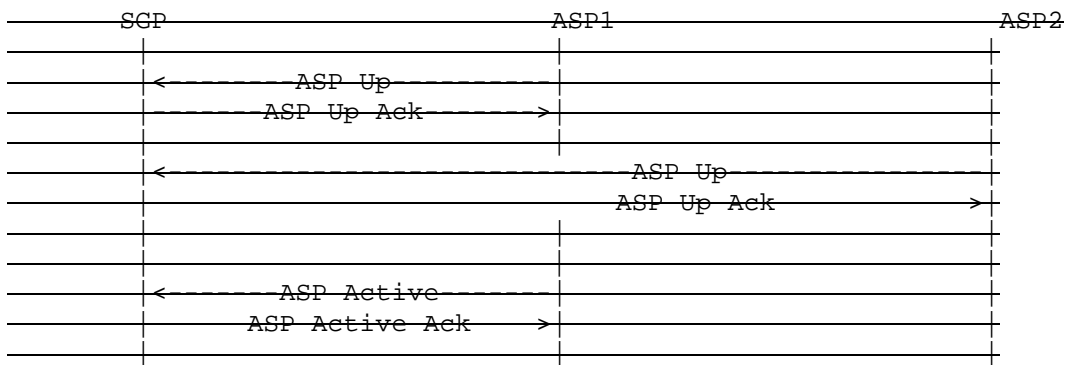 SGP ASP1 ASP2
ASP Up
ASP Up Ack
ASP Up
ASP Up Ack
ASP Active
ASP Active Ack